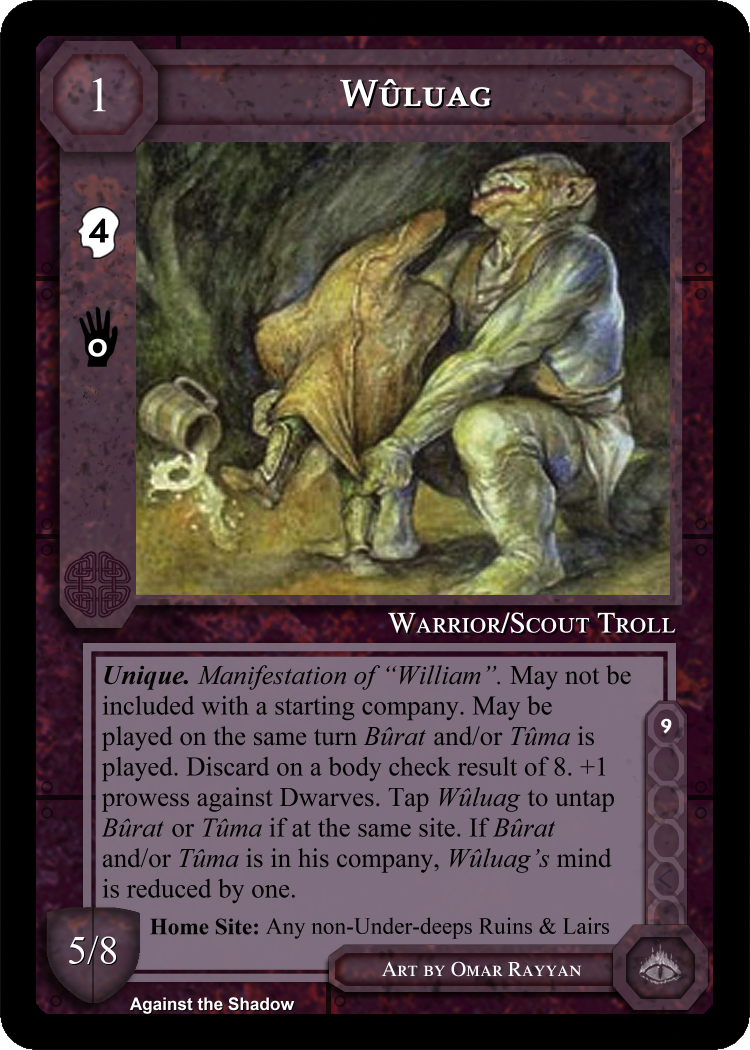 1
Wûluag
4
0
Warrior/Scout Troll
Unique. Manifestation of “William”. May not be
included with a starting company. May be
played on the same turn Bûrat and/or Tûma is
played. Discard on a body check result of 8. +1
prowess against Dwarves. Tap Wûluag to untap
Bûrat or Tûma if at the same site. If Bûrat
and/or Tûma is in his company, Wûluag’s mind
is reduced by one.
9
Home Site: Any non-Under-deeps Ruins & Lairs
5/8
Art by Omar Rayyan
Against the Shadow